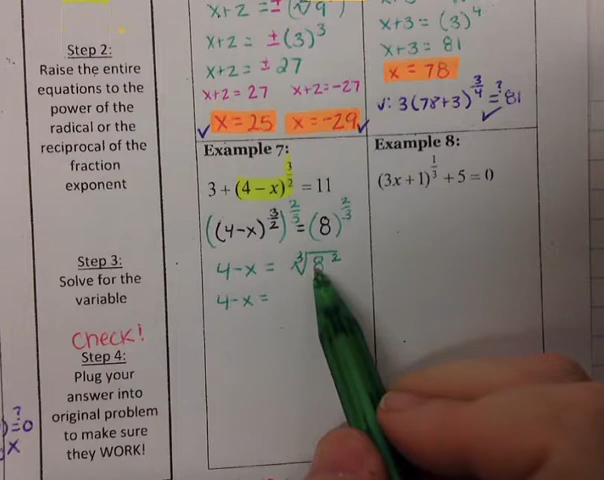 Step 2:
Raise the entire
equations to the
power of the
radical or the
reciprocal of the
fraction
exponent
Step 3
Solve for the
variable
Check!
Step 4:
Plug your
answer into
original problem
to make sure
they WORK!
x+2 = ±(√9)
x+2 = ±(3)³
x+2 = ± 27
x+2 = 27 x+2 = -27
✓ x = 25 x = -29 ✓
x+3 = (3)⁴
x+3 = 81
x = 78
✓: 3(78+3)^(3/4) ≟ 81
✓
Example 7:
3 + (4 − x)^(3/2) = 11
((4-x)^(3/2))^(2/3) = (8)^(2/3)
4-x = ³√8²
4-x =
Example 8:
(3x + 1)^(1/3) + 5 = 0
) ≟ 0
x